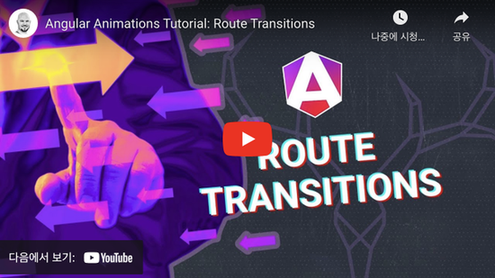 Angular Animations Tutorial: Route Transitions
나중에 시청...
공유
A
ROUTE
TRANSITIONS
다음에서 보기: YouTube